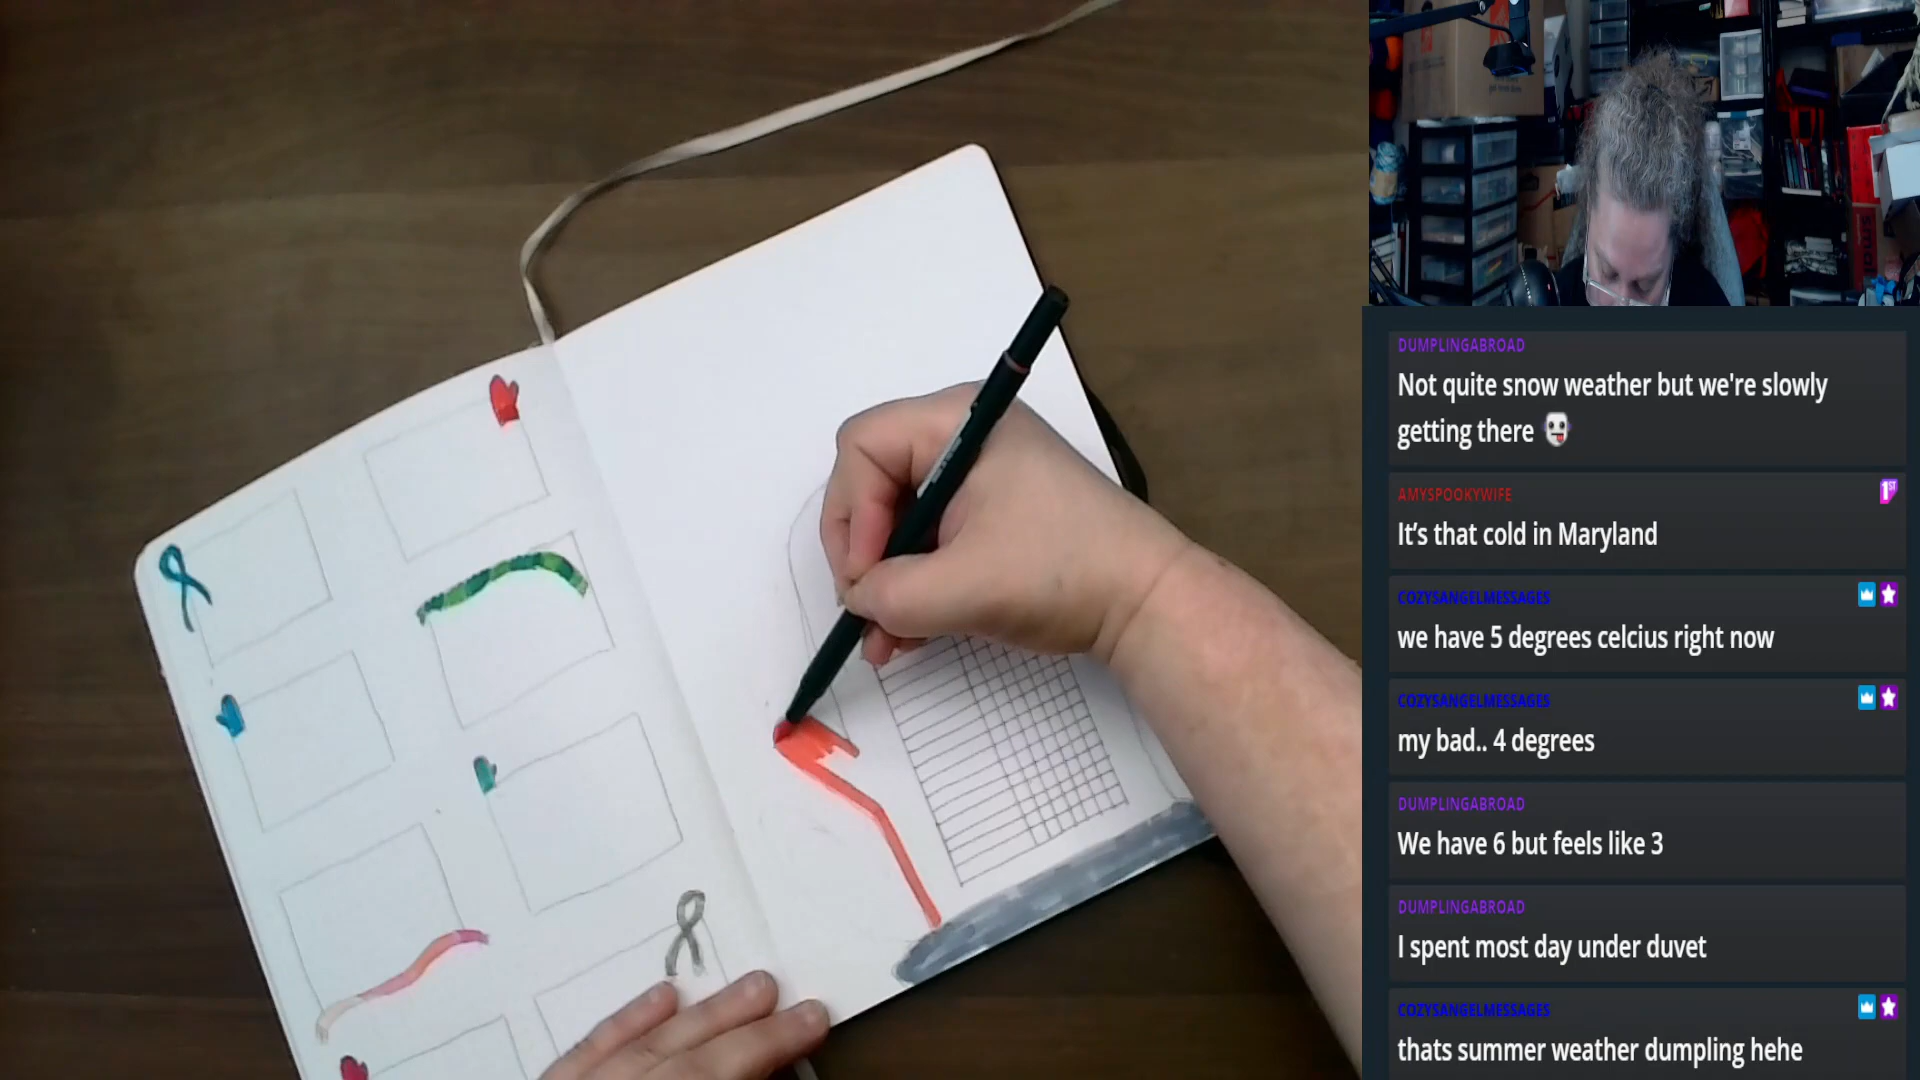 DUMPLINGABROAD
Not quite snow weather but we're slowly
getting there
AMYSPOOKYWIFE
1ST
It's that cold in Maryland
COZYSANGELMESSAGES
we have 5 degrees celcius right now
COZYSANGELMESSAGES
my bad.. 4 degrees
DUMPLINGABROAD
We have 6 but feels like 3
DUMPLINGABROAD
I spent most day under duvet
COZYSANGELMESSAGES
thats summer weather dumpling hehe